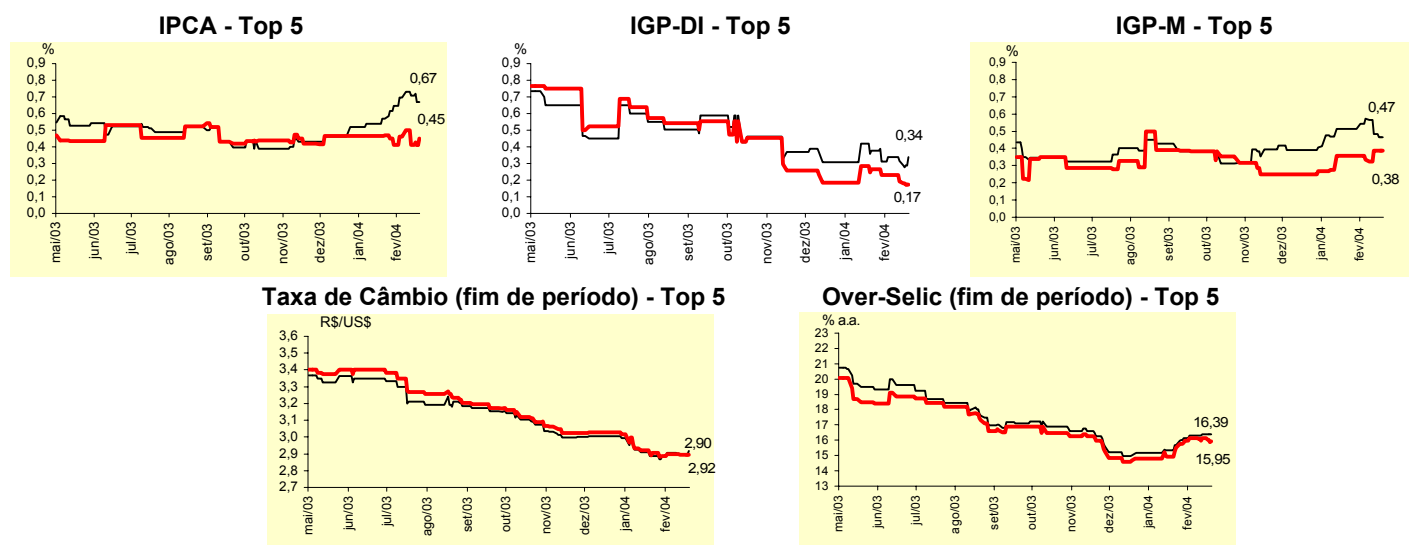 IPCA - Top 5
%
0,9
0,8
0,7
0,6
0,5
0,4
0,3
0,2
0,1
0,0
0,67
0,45
mai/03
jun/03
jul/03
ago/03
set/03
out/03
nov/03
dez/03
jan/04
fev/04
IGP-DI - Top 5
%
0,9
0,8
0,7
0,6
0,5
0,4
0,3
0,2
0,1
0,0
0,34
0,17
mai/03
jun/03
jul/03
ago/03
set/03
out/03
nov/03
dez/03
jan/04
fev/04
IGP-M - Top 5
%
0,9
0,8
0,7
0,6
0,5
0,4
0,3
0,2
0,1
0,0
0,47
0,38
mai/03
jun/03
jul/03
ago/03
set/03
out/03
nov/03
dez/03
jan/04
fev/04
Taxa de Câmbio (fim de período) - Top 5
R$/US$
3,6
3,5
3,4
3,3
3,2
3,1
3,0
2,9
2,8
2,7
2,90
2,92
mai/03
jun/03
jul/03
ago/03
set/03
out/03
nov/03
dez/03
jan/04
fev/04
Over-Selic (fim de período) - Top 5
% a.a.
23
22
21
20
19
18
17
16
15
14
13
16,39
15,95
mai/03
jun/03
jul/03
ago/03
set/03
out/03
nov/03
dez/03
jan/04
fev/04